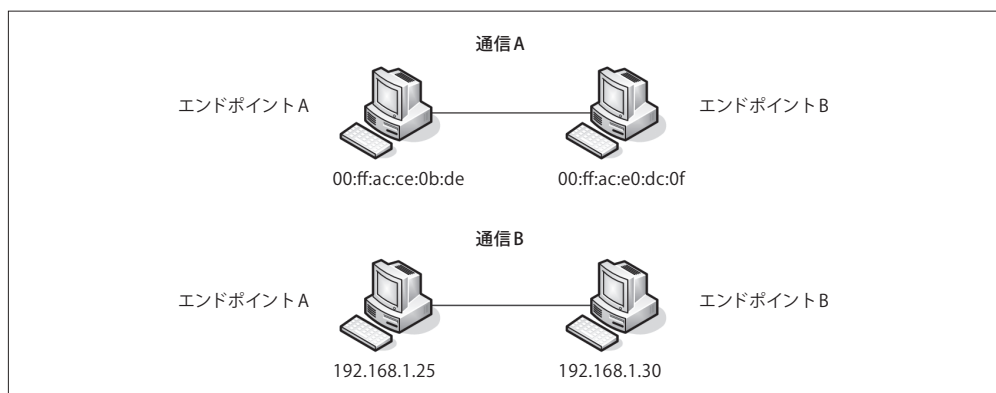 通信A
エンドポイントA
エンドポイントB
00:ff:ac:ce:0b:de
00:ff:ac:e0:dc:0f
通信B
エンドポイントA
エンドポイントB
192.168.1.25
192.168.1.30